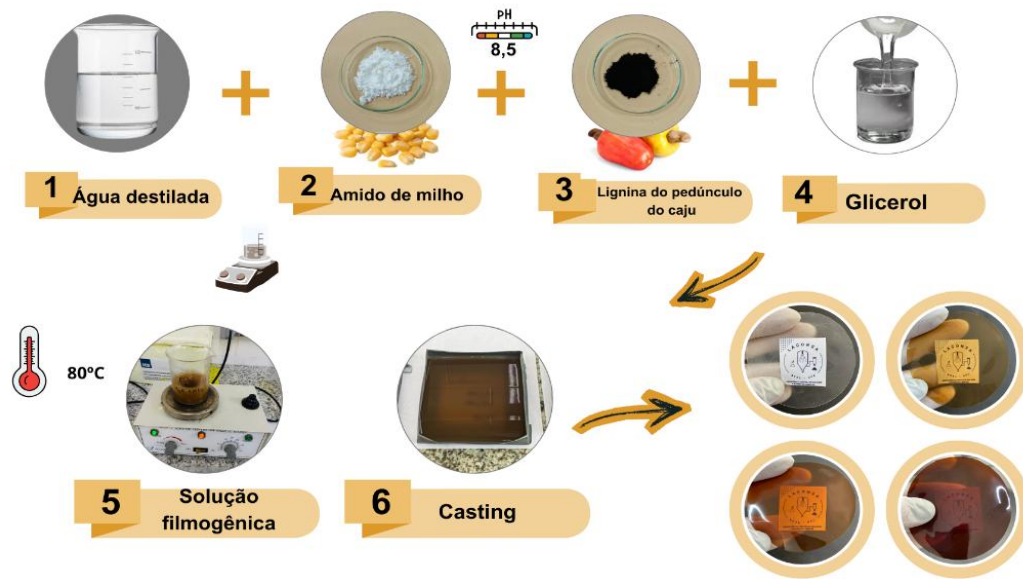 PH
8,5
1
Água destilada
2
Amido de milho
3
Lignina do pedúnculo
do caju
4
Glicerol
80°C
5
Solução
filmogênica
6
Casting